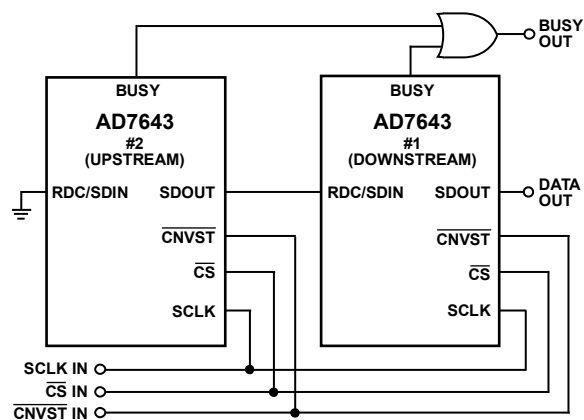 BUSY
OUT
BUSY
AD7643
#2
(UPSTREAM)
RDC/SDIN
SDOUT
CNVST
CS
SCLK
BUSY
AD7643
#1
(DOWNSTREAM)
RDC/SDIN
SDOUT
CNVST
CS
SCLK
DATA
OUT
SCLK IN
CS IN
CNVST IN